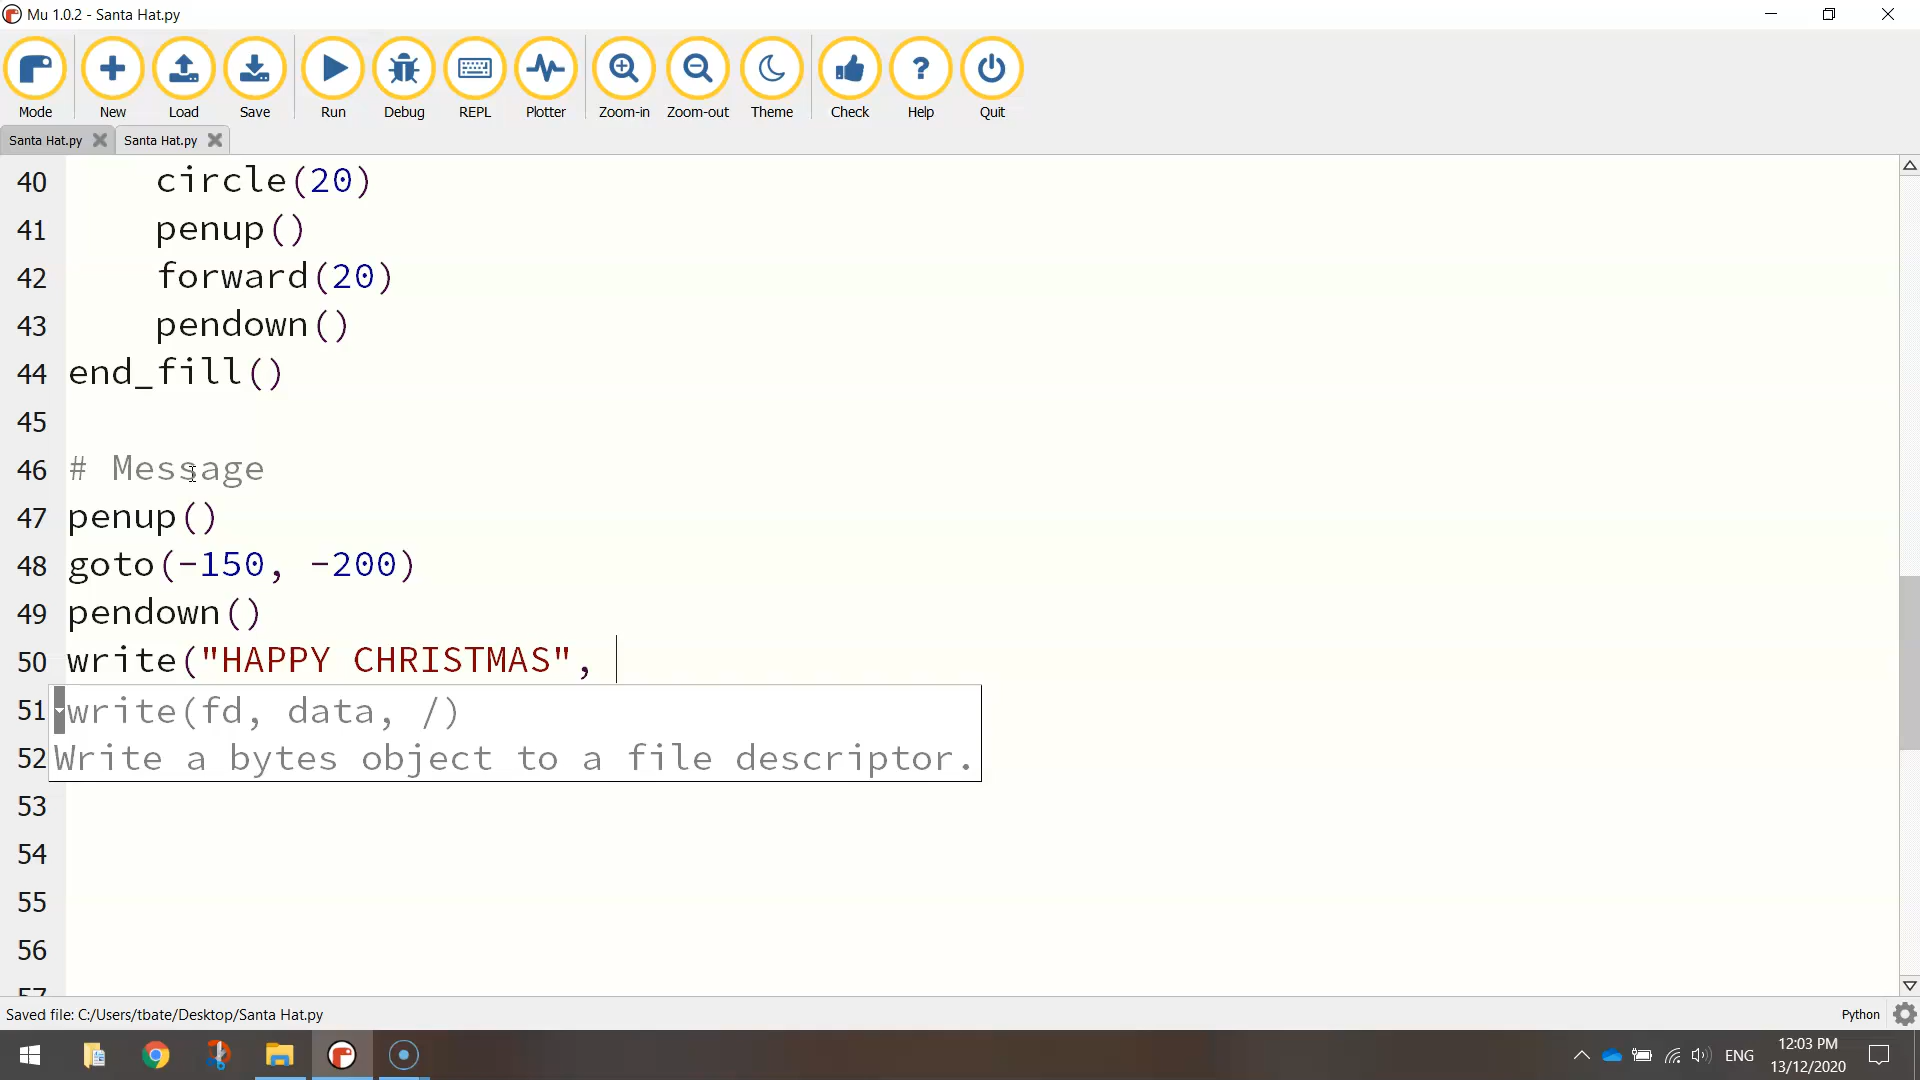 Mu 1.0.2 - Santa Hat.py
Mode New Load Save Run Debug REPL Plotter Zoom-in Zoom-out Theme Check Help Quit
Santa Hat.py Santa Hat.py
40 circle(20)
41 penup()
42 forward(20)
43 pendown()
44 end_fill()
45
46 # Message
47 penup()
48 goto(-150, -200)
49 pendown()
50 write("HAPPY CHRISTMAS",
51 write(fd, data, /)
52 Write a bytes object to a file descriptor.
53
54
55
56
57
Saved file: C:/Users/tbate/Desktop/Santa Hat.py Python
ENG 12:03 PM
13/12/2020